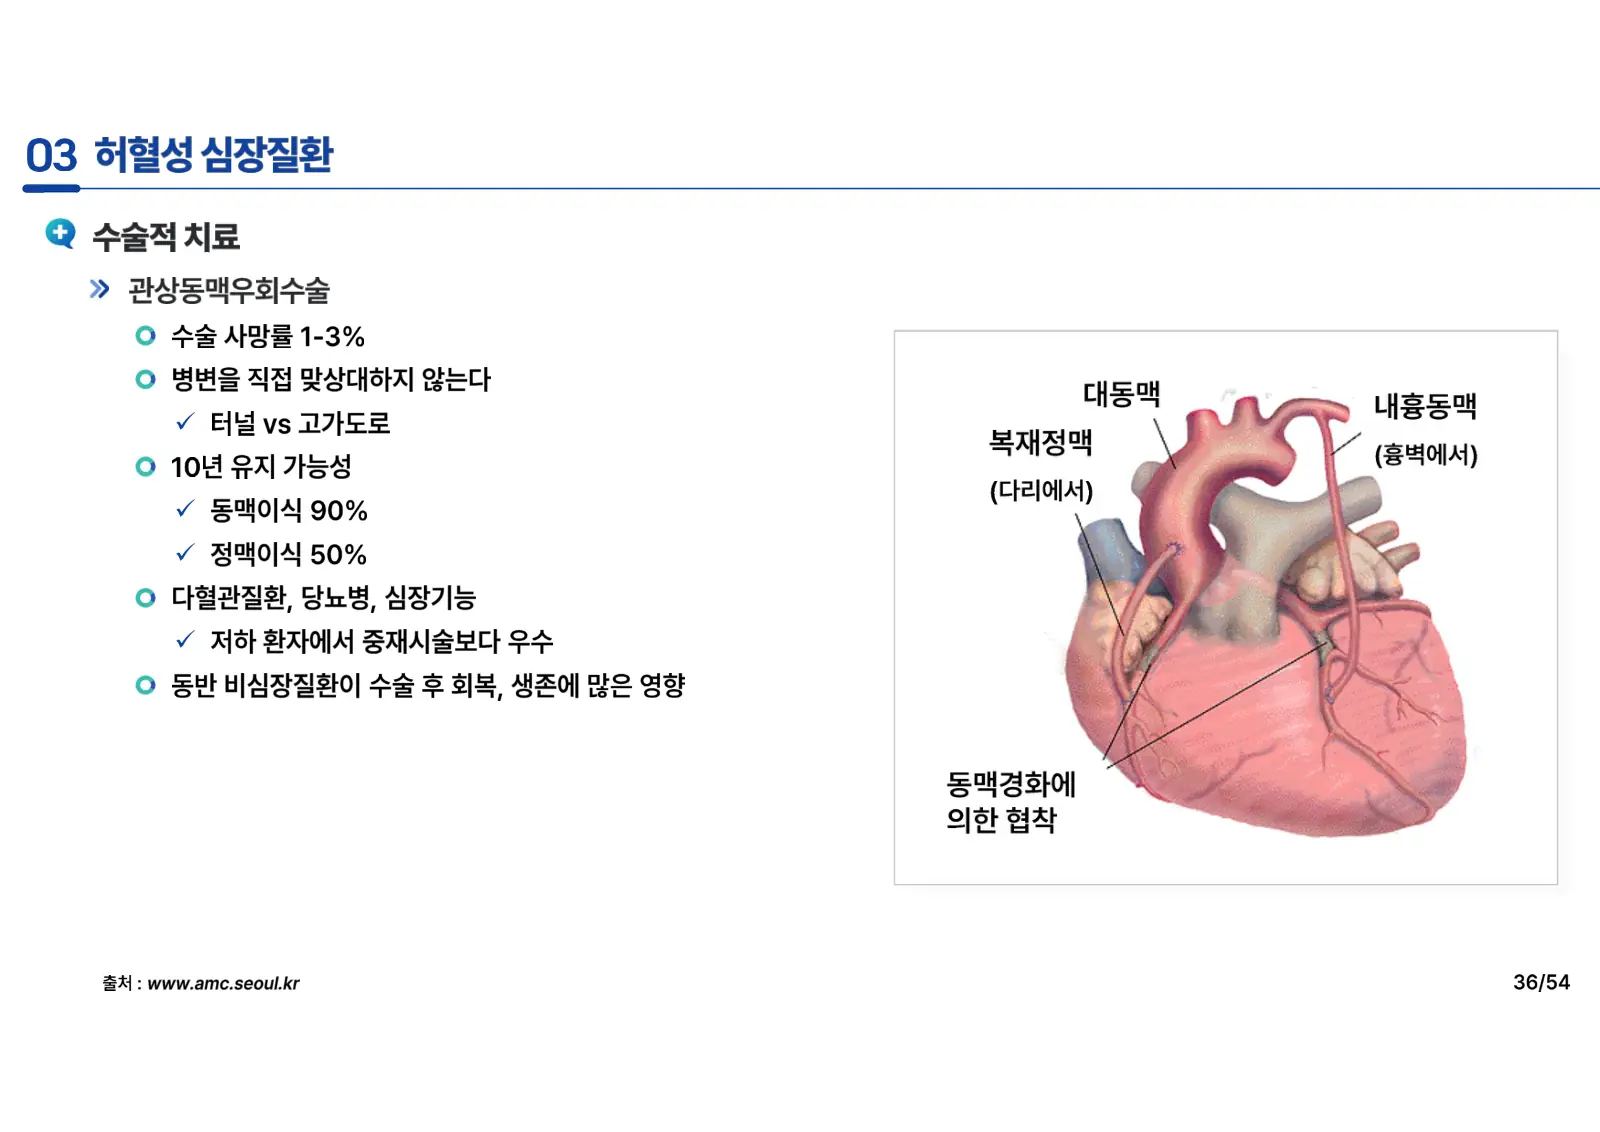 03 허혈성 심장질환
수술적 치료
관상동맥우회수술
수술 사망률 1-3%
병변을 직접 맞상대하지 않는다
터널 vs 고가도로
10년 유지 가능성
동맥이식 90%
정맥이식 50%
다혈관질환, 당뇨병, 심장기능
저하 환자에서 중재시술보다 우수
동반 비심장질환이 수술 후 회복, 생존에 많은 영향
대동맥
내흉동맥
(흉벽에서)
복재정맥
(다리에서)
동맥경화에
의한 협착
출처 : www.amc.seoul.kr
36/54